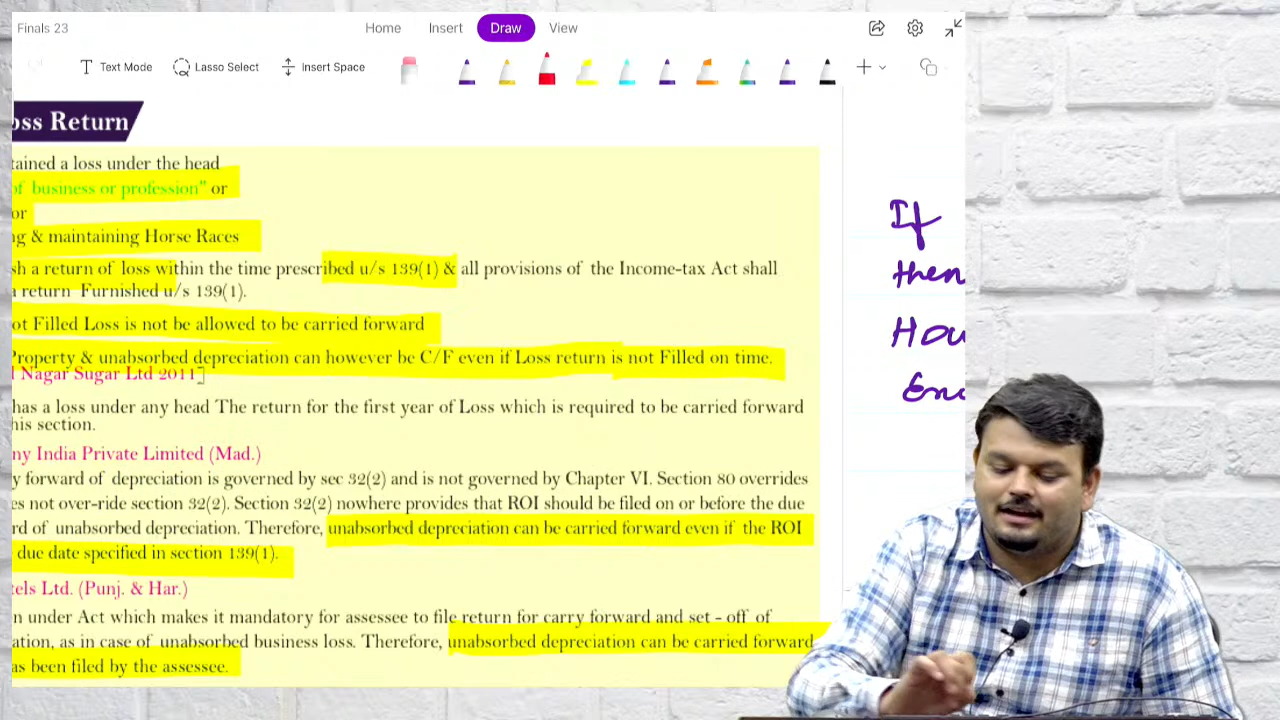 Finals 23
Home
Insert
Draw
View
Text Mode
Lasso Select
Insert Space
oss Return
tained a loss under the head
of business or profession" or
or
ng & maintaining Horse Races
sh a return of loss within the time prescribed u/s 139(1) & all provisions of the Income-tax Act shall
a return Furnished u/s 139(1).
ot Filled Loss is not be allowed to be carried forward
Property & unabsorbed depreciation can however be C/F even if Loss return is not Filled on time.
l Nagar Sugar Ltd 2011]
has a loss under any head The return for the first year of Loss which is required to be carried forward
his section.
ny India Private Limited (Mad.)
y forward of depreciation is governed by sec 32(2) and is not governed by Chapter VI. Section 80 overrides
es not over-ride section 32(2). Section 32(2) nowhere provides that ROI should be filed on or before the due
rd of unabsorbed depreciation. Therefore, unabsorbed depreciation can be carried forward even if the ROI
due date specified in section 139(1).
tels Ltd. (Punj. & Har.)
n under Act which makes it mandatory for assessee to file return for carry forward and set - off of
ation, as in case of unabsorbed business loss. Therefore, unabsorbed depreciation can be carried forward
as been filed by the assessee.
If
then